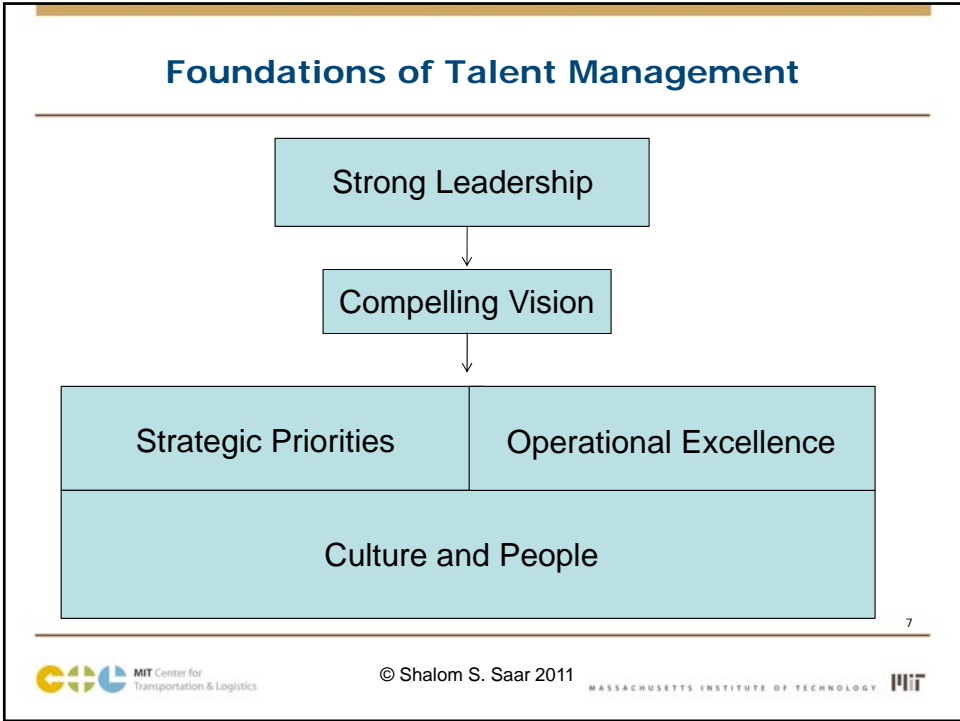 Foundations of Talent Management
Strong Leadership
Compelling Vision
Strategic Priorities
Operational Excellence
Culture and People
7
CTL MIT Center for
Transportation & Logistics
© Shalom S. Saar 2011
MASSACHUSETTS INSTITUTE OF TECHNOLOGY MIT